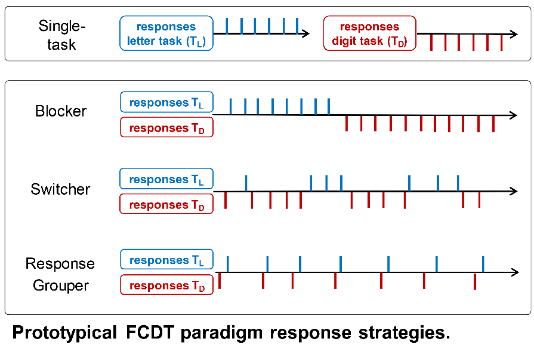 Single-
task
responses
letter task (TL)
responses
digit task (TD)
Blocker
responses TL
responses TD
Switcher
responses TL
responses TD
Response
Grouper
responses TL
responses TD
Prototypical FCDT paradigm response strategies.